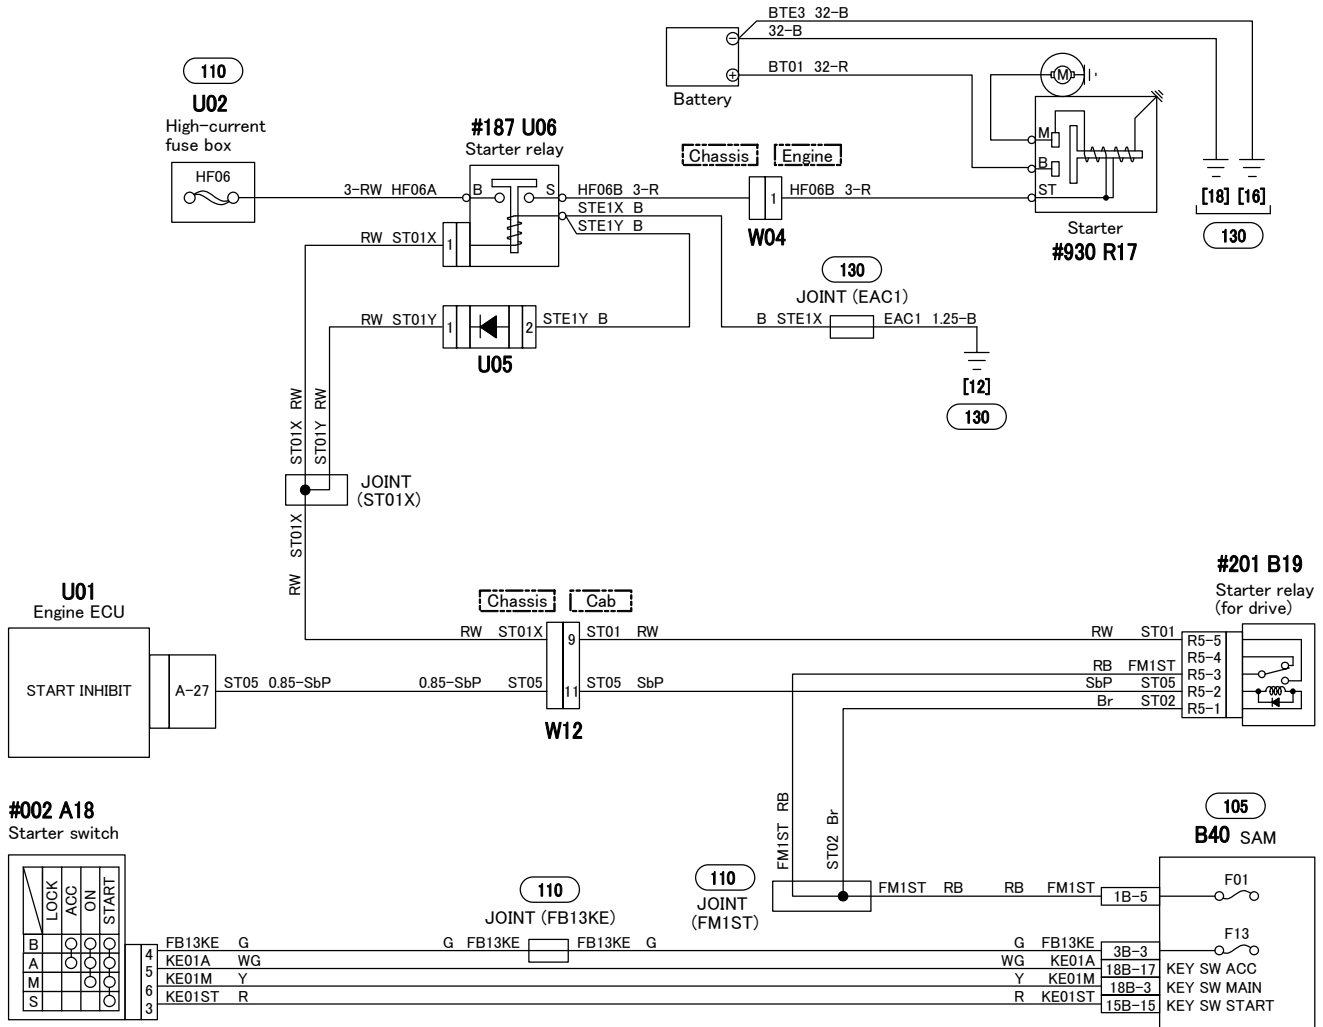 BTE3 32-B
32-B
BT01 32-R
Battery
110
U02
High-current
fuse box
HF06
#187 U06
Starter relay
Chassis
Engine
3-RW HF06A
B
S
HF06B 3-R
1
HF06B 3-R
W04
M
M
B
ST
Starter
#930 R17
[18] [16]
130
STE1X B
STE1Y B
RW ST01X
1
130
JOINT (EAC1)
B STE1X
EAC1 1.25-B
[12]
130
RW ST01Y
1
2
STE1Y B
U05
ST01X RW
ST01Y RW
JOINT
(ST01X)
RW ST01X
U01
Engine ECU
START INHIBIT
A-27
ST05 0.85-SbP
0.85-SbP ST05
Chassis
Cab
RW ST01X
9
ST01 RW
11
ST05 SbP
W12
#201 B19
Starter relay
(for drive)
RW ST01
RB FM1ST
SbP ST05
Br ST02
R5-5
R5-4
R5-3
R5-2
R5-1
FM1ST RB
ST02 Br
110
JOINT
(FM1ST)
FM1ST RB
RB FM1ST
1B-5
105
B40 SAM
F01
F13
#002 A18
Starter switch
LOCK
ACC
ON
START
B
A
M
S
4
5
6
3
FB13KE G
KE01A WG
KE01M Y
KE01ST R
110
JOINT (FB13KE)
G FB13KE
FB13KE G
G FB13KE
WG KE01A
Y KE01M
R KE01ST
3B-3
18B-17
18B-3
15B-15
KEY SW ACC
KEY SW MAIN
KEY SW START